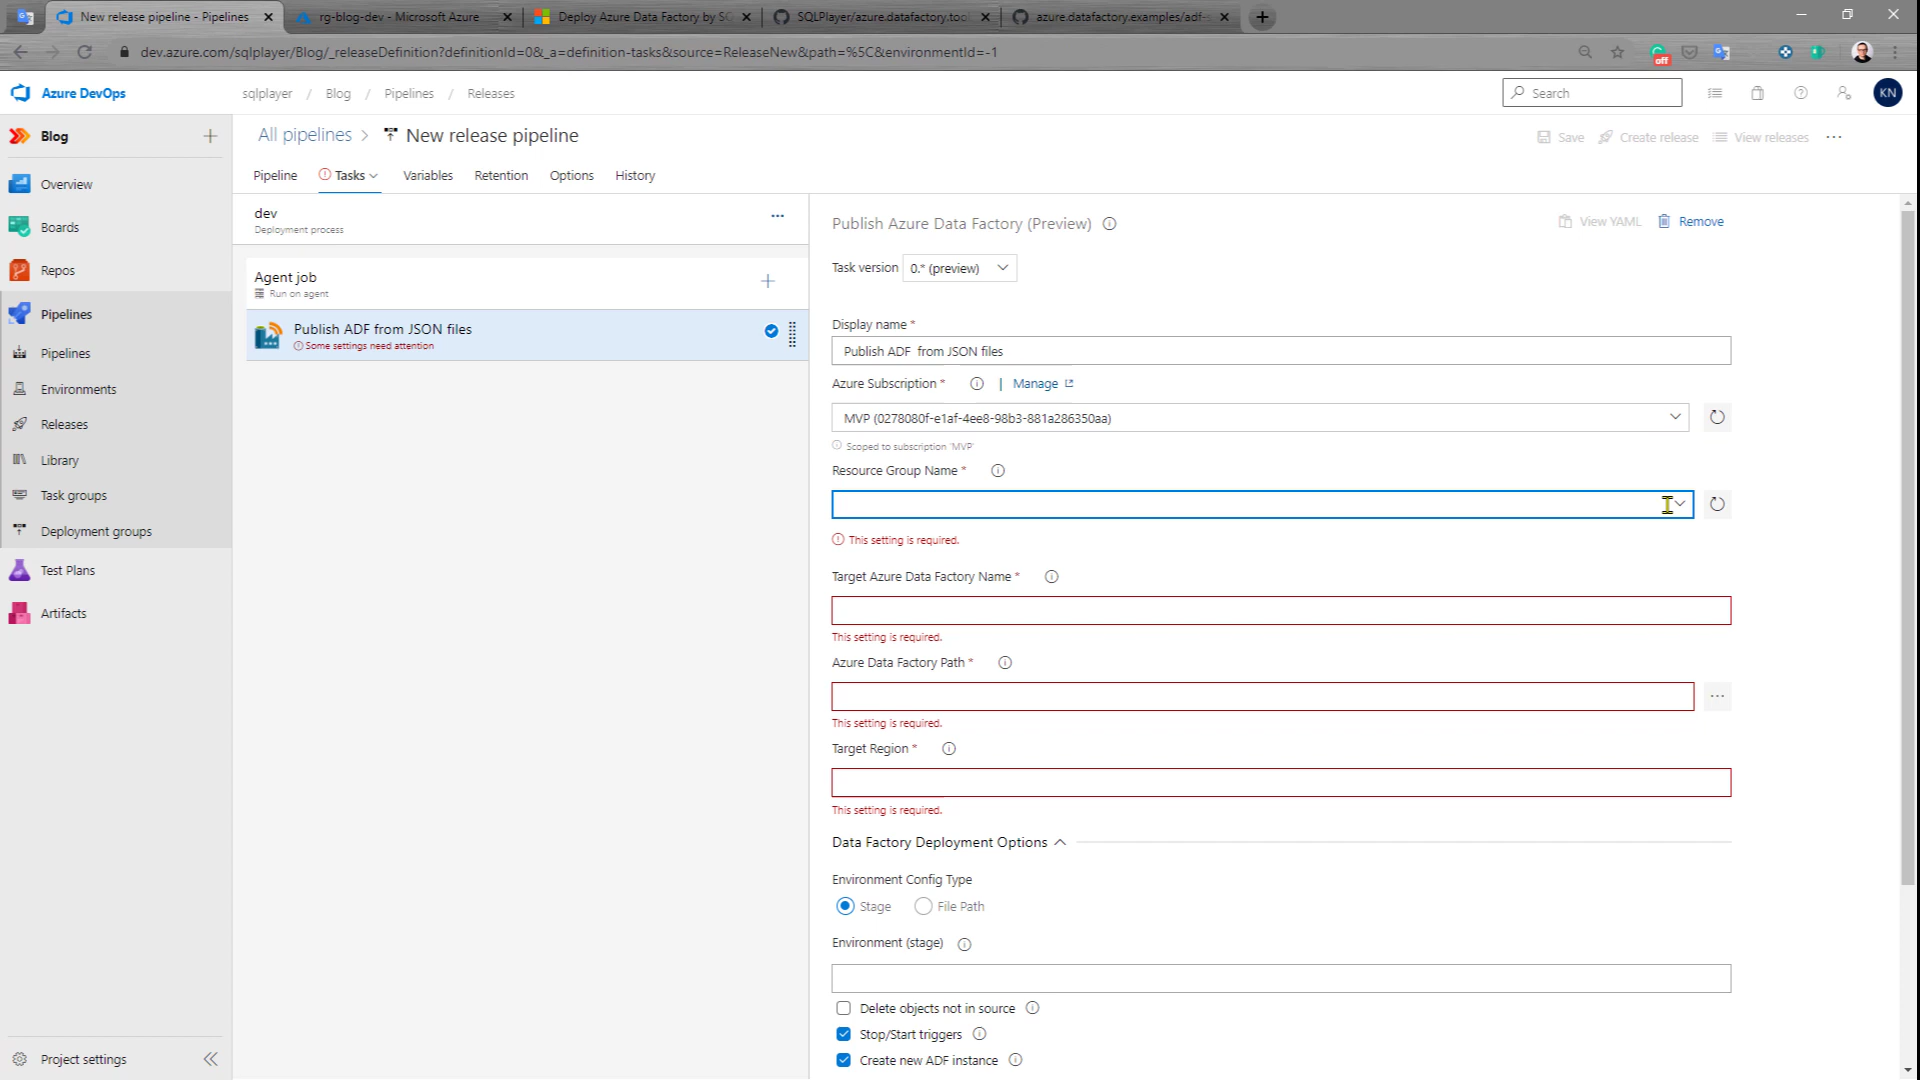 New release pipeline - Pipelines
rg-blog-dev - Microsoft Azure
Deploy Azure Data Factory by SQ
SQLPlayer/azure.datafactory.tool
azure.datafactory.examples/adf-s
dev.azure.com/sqlplayer/Blog/_releaseDefinition?definitionId=0&_a=definition-tasks&source=ReleaseNew&path=%5C&environmentId=-1
off
Azure DevOps
sqlplayer / Blog / Pipelines / Releases
Search
KN
Blog
All pipelines > New release pipeline
Save
Create release
View releases
Pipeline
Tasks
Variables
Retention
Options
History
Overview
Boards
Repos
Pipelines
Pipelines
Environments
Releases
Library
Task groups
Deployment groups
Test Plans
Artifacts
Project settings
dev
Deployment process
Agent job
Run on agent
Publish ADF from JSON files
Some settings need attention
Publish Azure Data Factory (Preview)
View YAML
Remove
Task version 0.* (preview)
Display name *
Publish ADF  from JSON files
Azure Subscription * | Manage
MVP (0278080f-e1af-4ee8-98b3-881a286350aa)
Scoped to subscription 'MVP'
Resource Group Name *
This setting is required.
Target Azure Data Factory Name *
This setting is required.
Azure Data Factory Path *
This setting is required.
Target Region *
This setting is required.
Data Factory Deployment Options
Environment Config Type
Stage
File Path
Environment (stage)
Delete objects not in source
Stop/Start triggers
Create new ADF instance